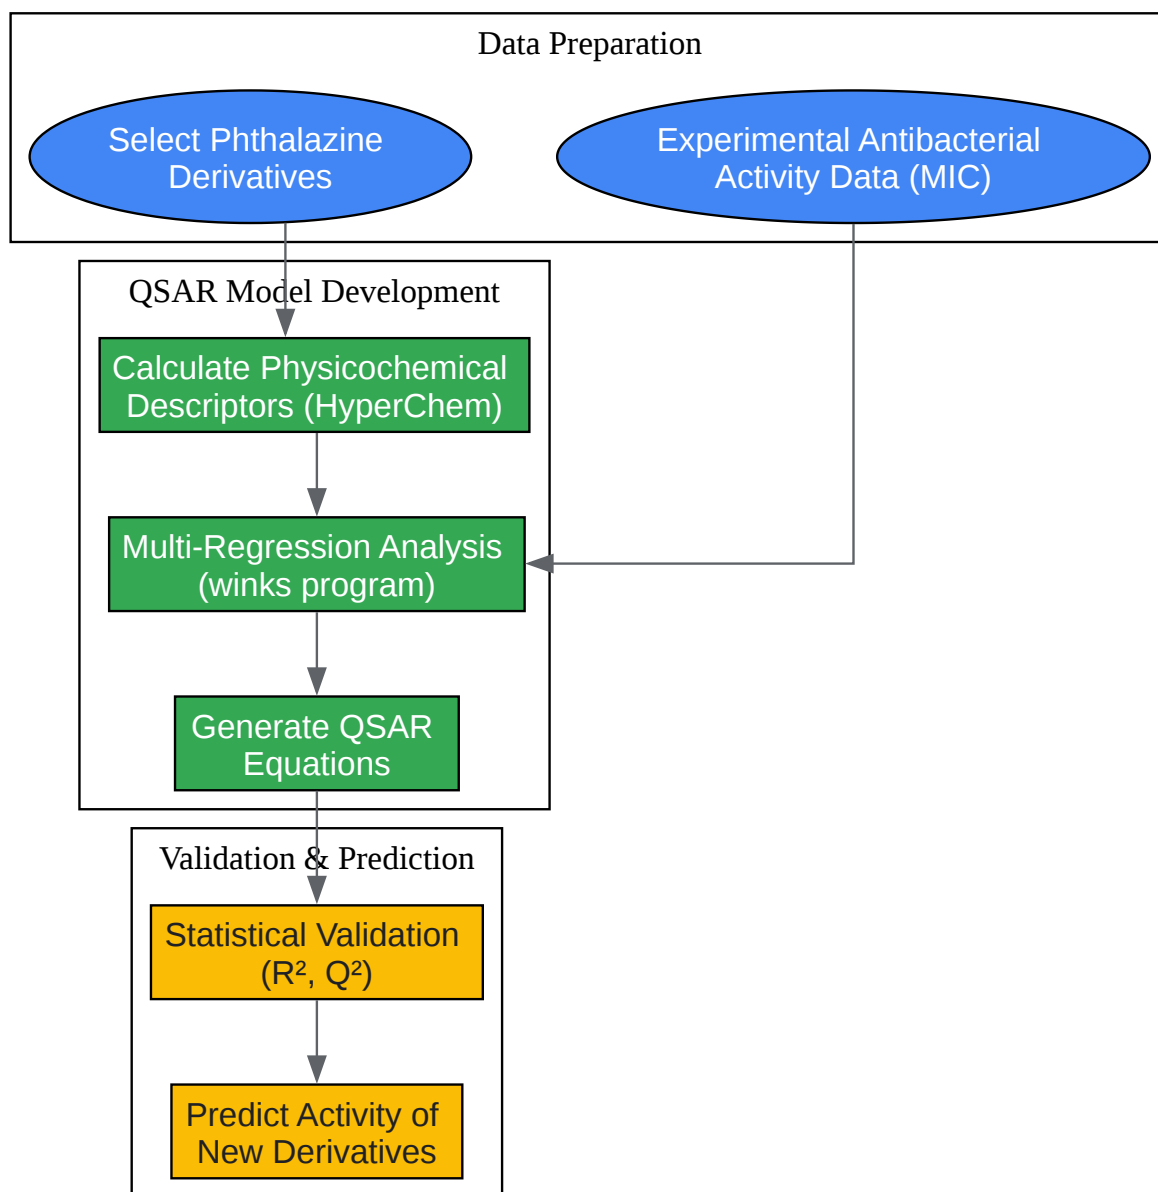 Data Preparation
Select Phthalazine
Derivatives
Experimental Antibacterial
Activity Data (MIC)
QSAR Model Development
Calculate Physicochemical
Descriptors (HyperChem)
Multi-Regression Analysis
(winks program)
Generate QSAR
Equations
Validation & Prediction
Statistical Validation
(R², Q²)
Predict Activity of
New Derivatives